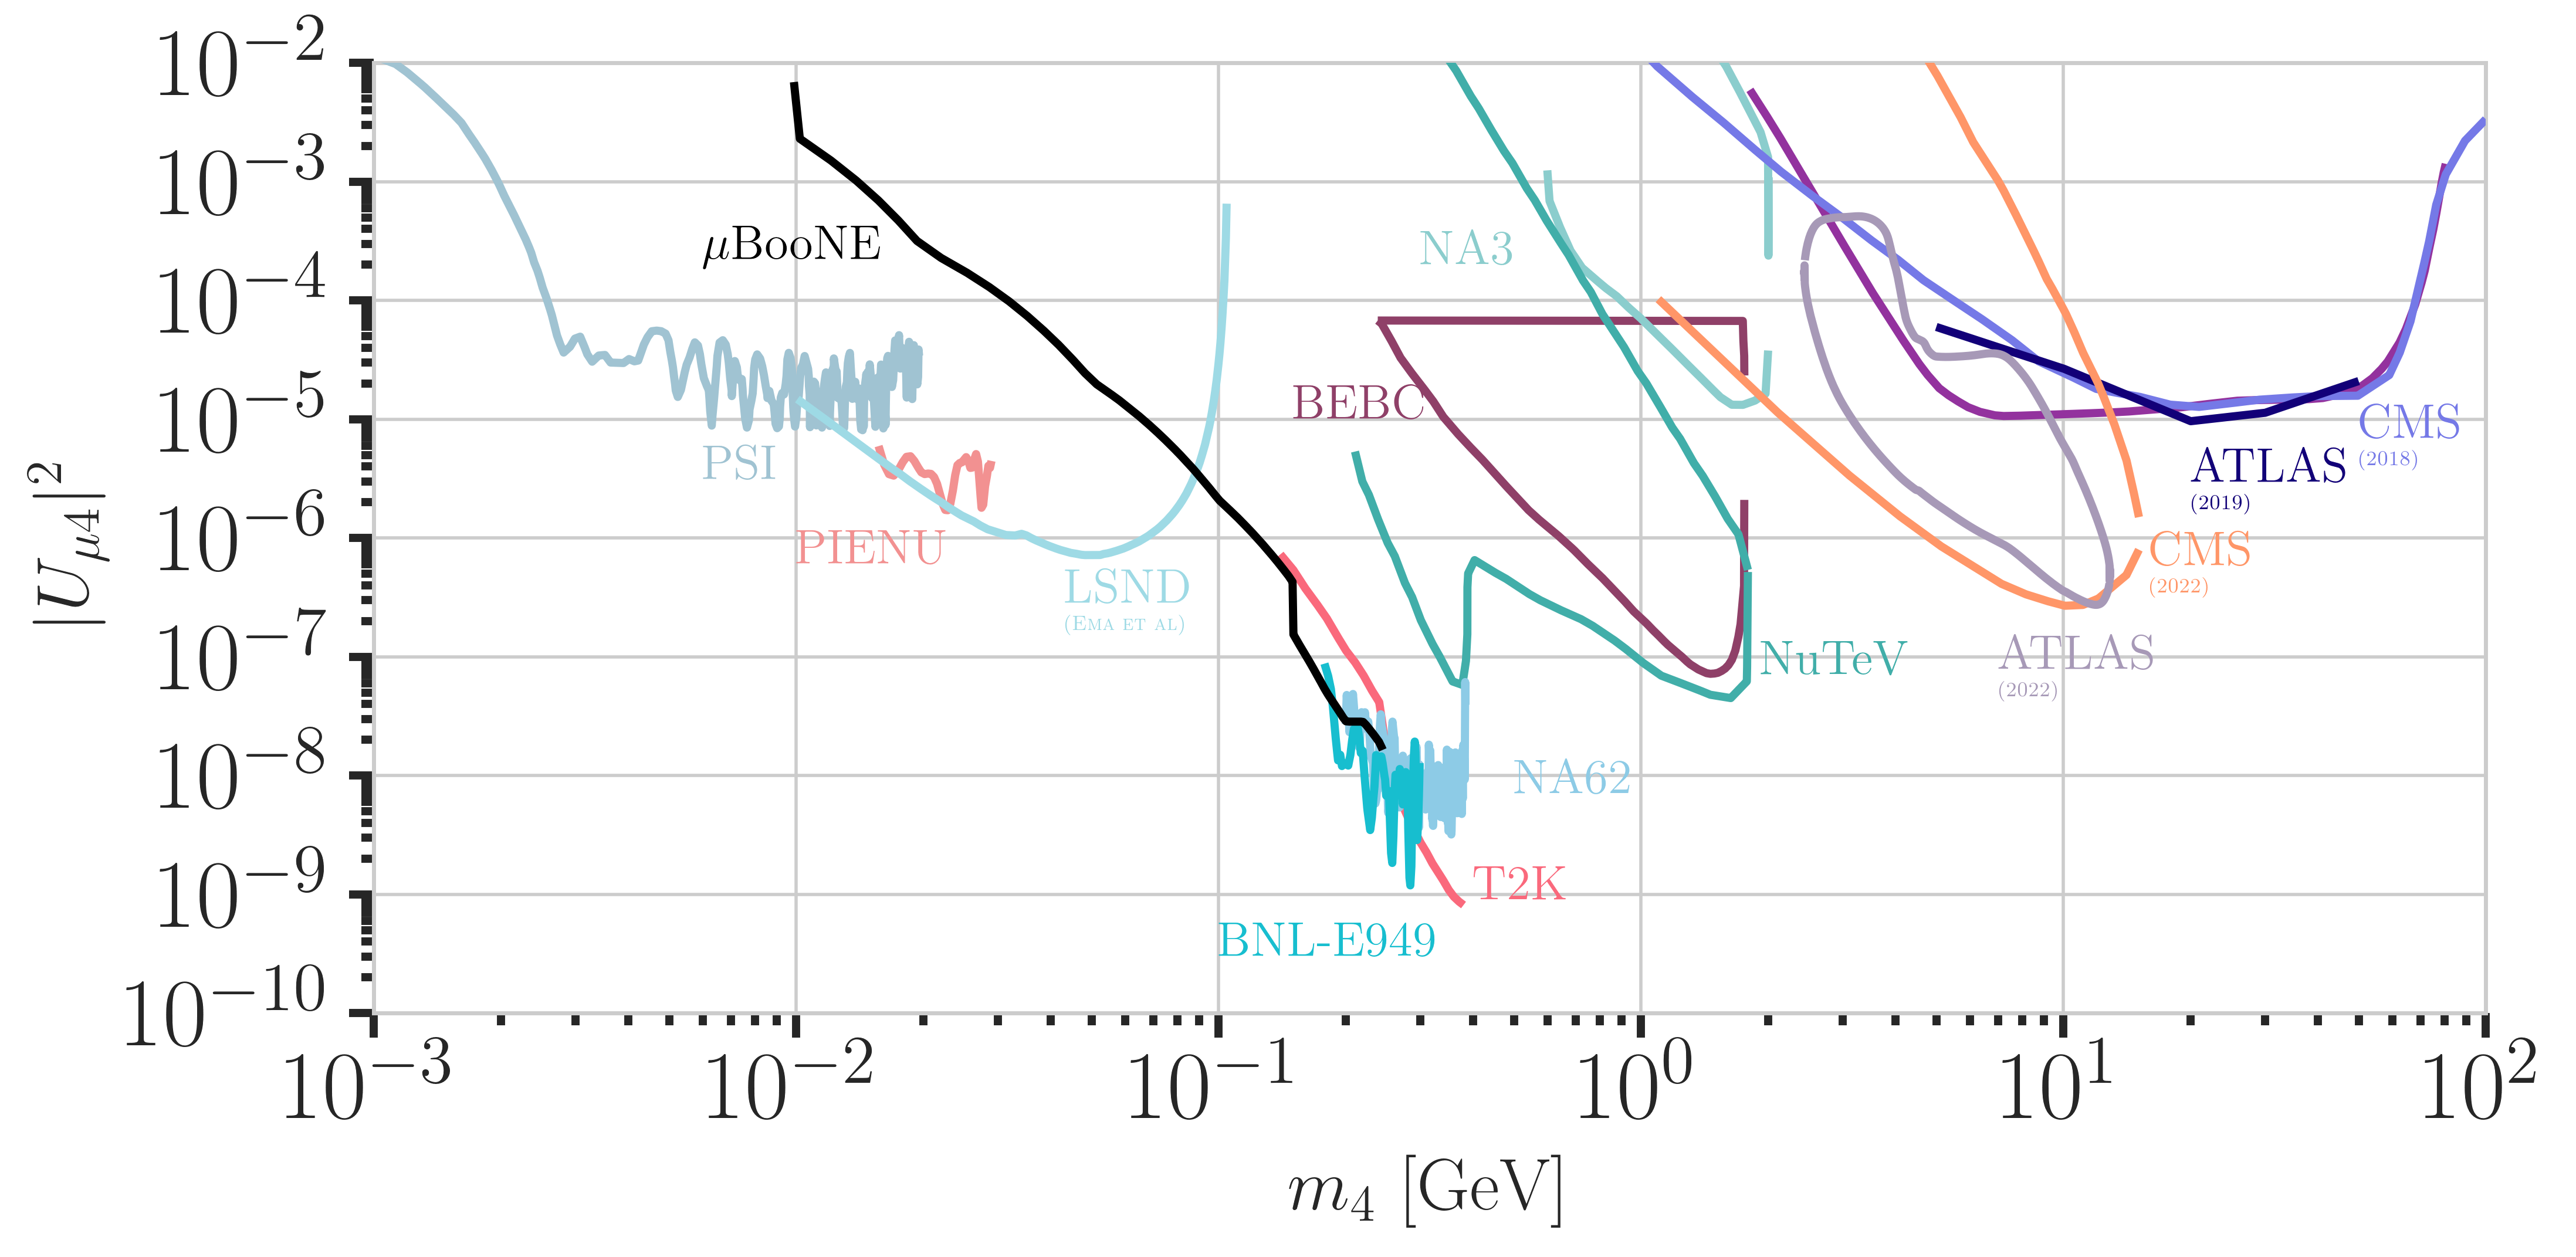 10⁻²
10⁻³
10⁻⁴
10⁻⁵
10⁻⁶
10⁻⁷
10⁻⁸
10⁻⁹
10⁻¹⁰
|U_{μ4}|²
μBooNE
NA3
BEBC
PSI
PIENU
LSND
(EMA ET AL)
CMS
(2018)
ATLAS
(2019)
CMS
(2022)
ATLAS
(2022)
NuTeV
NA62
T2K
BNL-E949
10⁻³ 10⁻² 10⁻¹ 10⁰ 10¹ 10²
m₄ [GeV]